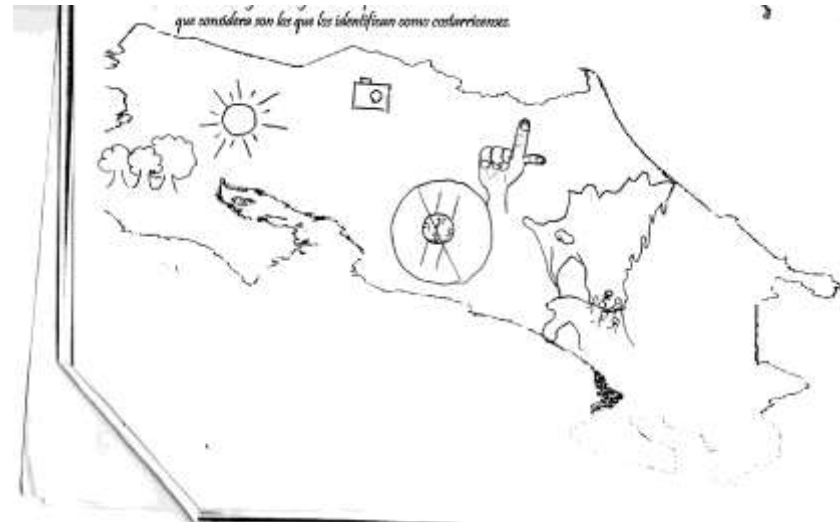 que considera son los que los identifican como costarricenses.